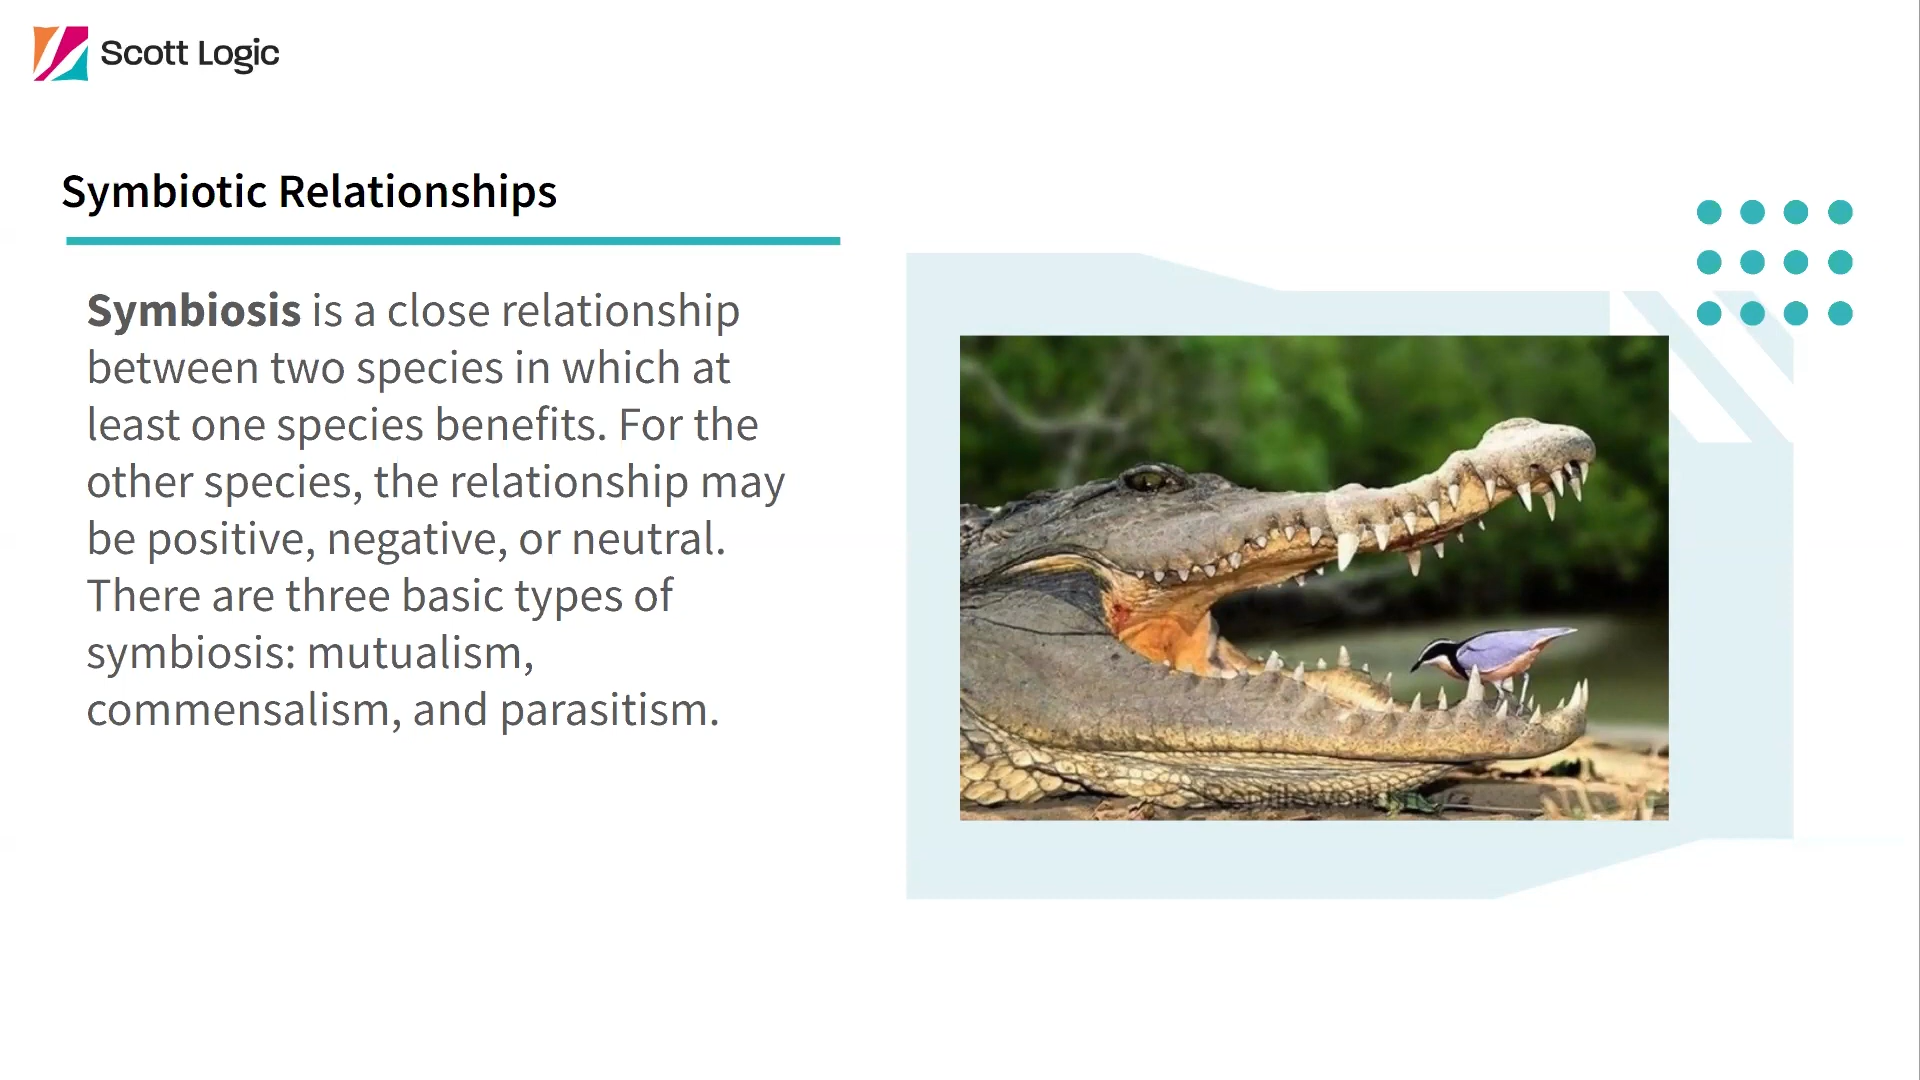 Scott Logic
Symbiotic Relationships
Symbiosis is a close relationship
between two species in which at
least one species benefits. For the
other species, the relationship may
be positive, negative, or neutral.
There are three basic types of
symbiosis: mutualism,
commensalism, and parasitism.